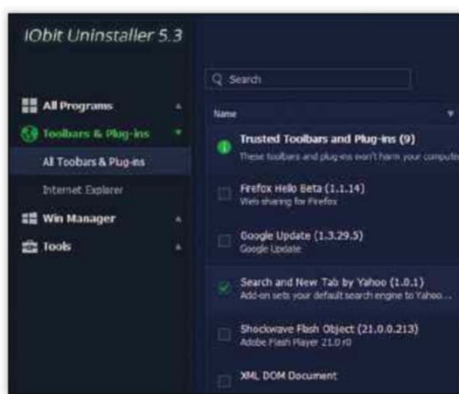 IObit Uninstaller 5.3
Search
All Programs
Name
Toolbars & Plug-ins
Trusted Toolbars and Plug-ins (9)
These toolbars and plug-ins won't harm your computer
All Toobars & Plug-ins
Internet Explorer
Firefox Hello Beta (1.1.14)
Web sharing for Firefox
Win Manager
Google Update (1.3.29.5)
Google Update
Tools
Search and New Tab by Yahoo (1.0.1)
Add-on sets your default search engine to Yahoo...
Shockwave Flash Object (21.0.0.213)
Adobe Flash Player 21.0 r0
XML DOM Document